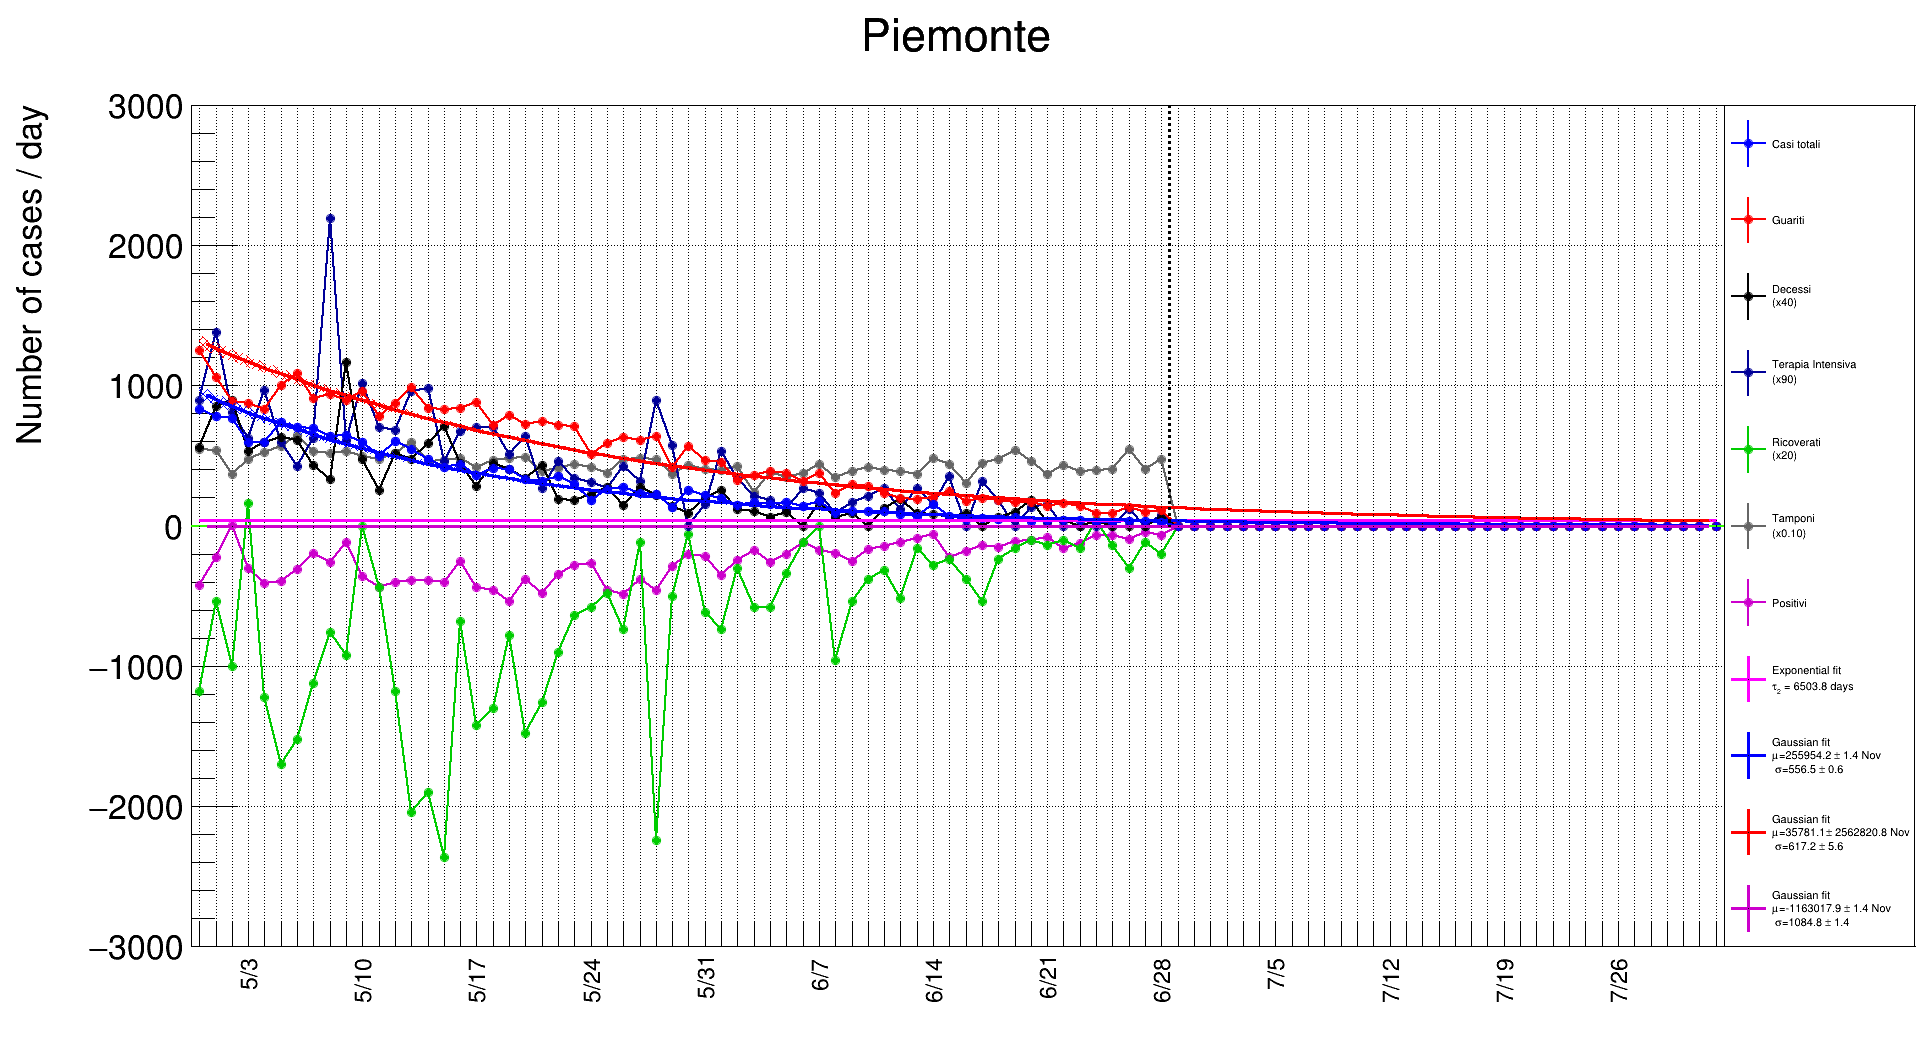 Piemonte
Number of cases / day
3000
2000
1000
0
−1000
−2000
−3000
5/3
5/10
5/17
5/24
5/31
6/7
6/14
6/21
6/28
7/5
7/12
7/19
7/26
Casi totali
Guariti
Decessi
(x40)
Terapia Intensiva
(x90)
Ricoverati
(x20)
Tamponi
(x0.10)
Positivi
Exponential fit
τ₂ = 6503.8 days
Gaussian fit
μ=255954.2 ± 1.4 Nov
σ=556.5 ± 0.6
Gaussian fit
μ=35781.1 ± 2562820.8 Nov
σ=617.2 ± 5.6
Gaussian fit
μ=-1163017.9 ± 1.4 Nov
σ=1084.8 ± 1.4